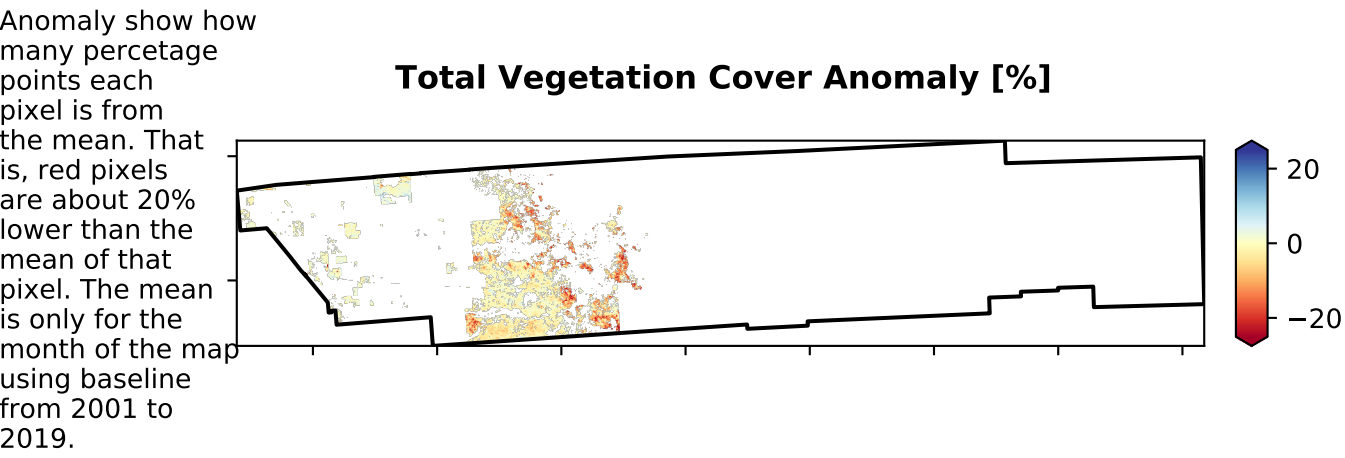 Anomaly show how
many percetage
points each
pixel is from
the mean. That
is, red pixels
are about 20%
lower than the
mean of that
pixel. The mean
is only for the
month of the map
using baseline
from 2001 to
2019.
Total Vegetation Cover Anomaly [%]
20
0
−20